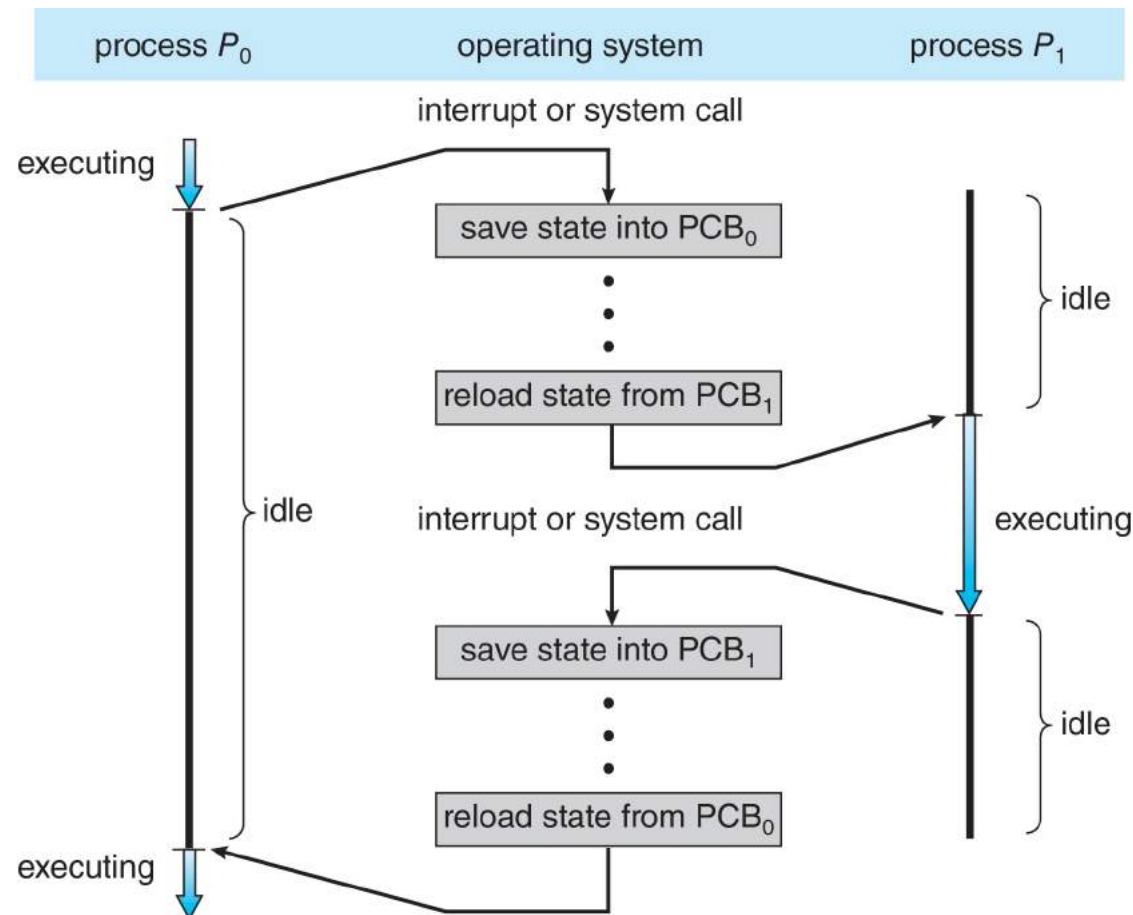 process P₀ operating system process P₁
interrupt or system call
executing
save state into PCB₀
idle
reload state from PCB₁
idle
interrupt or system call
executing
save state into PCB₁
idle
reload state from PCB₀
executing